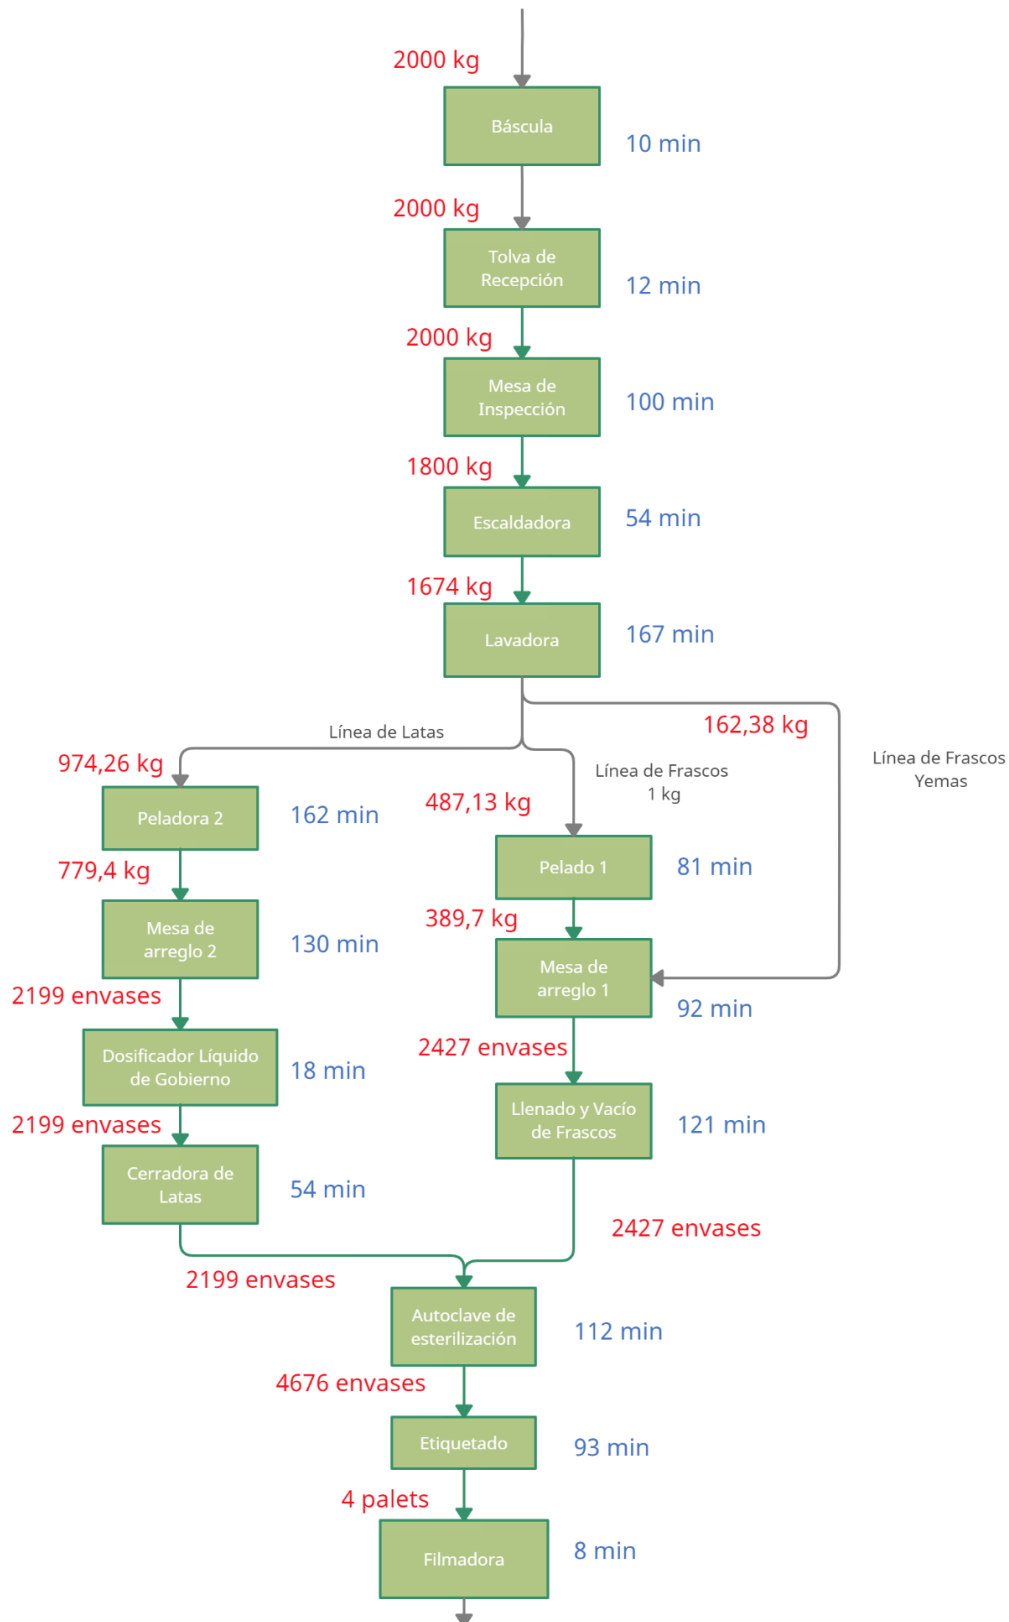 2000 kg
Báscula
10 min
2000 kg
Tolva de
Recepción
12 min
2000 kg
Mesa de
Inspección
100 min
1800 kg
Escaldadora
54 min
1674 kg
Lavadora
167 min
Línea de Latas
162,38 kg
Línea de Frascos
Yemas
974,26 kg
Línea de Frascos
1 kg
487,13 kg
Peladora 2
162 min
Pelado 1
81 min
779,4 kg
389,7 kg
Mesa de
arreglo 2
130 min
Mesa de
arreglo 1
92 min
2199 envases
2427 envases
Dosificador Líquido
de Gobierno
18 min
Llenado y Vacío
de Frascos
121 min
2199 envases
Cerradora de
Latas
54 min
2427 envases
2199 envases
Autoclave de
esterilización
112 min
4676 envases
Etiquetado
93 min
4 palets
Filmadora
8 min